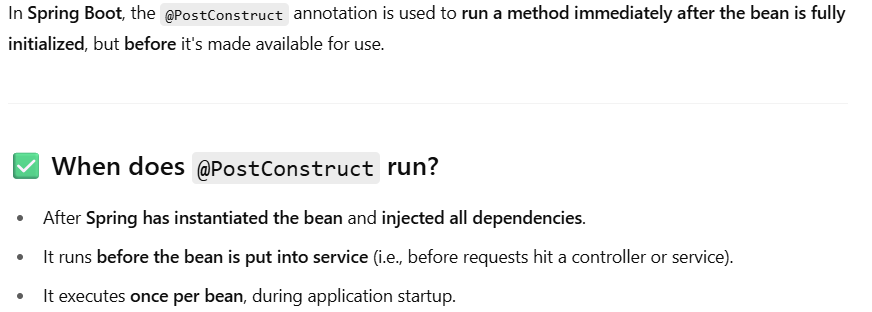 In Spring Boot, the @PostConstruct annotation is used to run a method immediately after the bean is fully
initialized, but before it's made available for use.
✅ When does @PostConstruct run?
• After Spring has instantiated the bean and injected all dependencies.
• It runs before the bean is put into service (i.e., before requests hit a controller or service).
• It executes once per bean, during application startup.